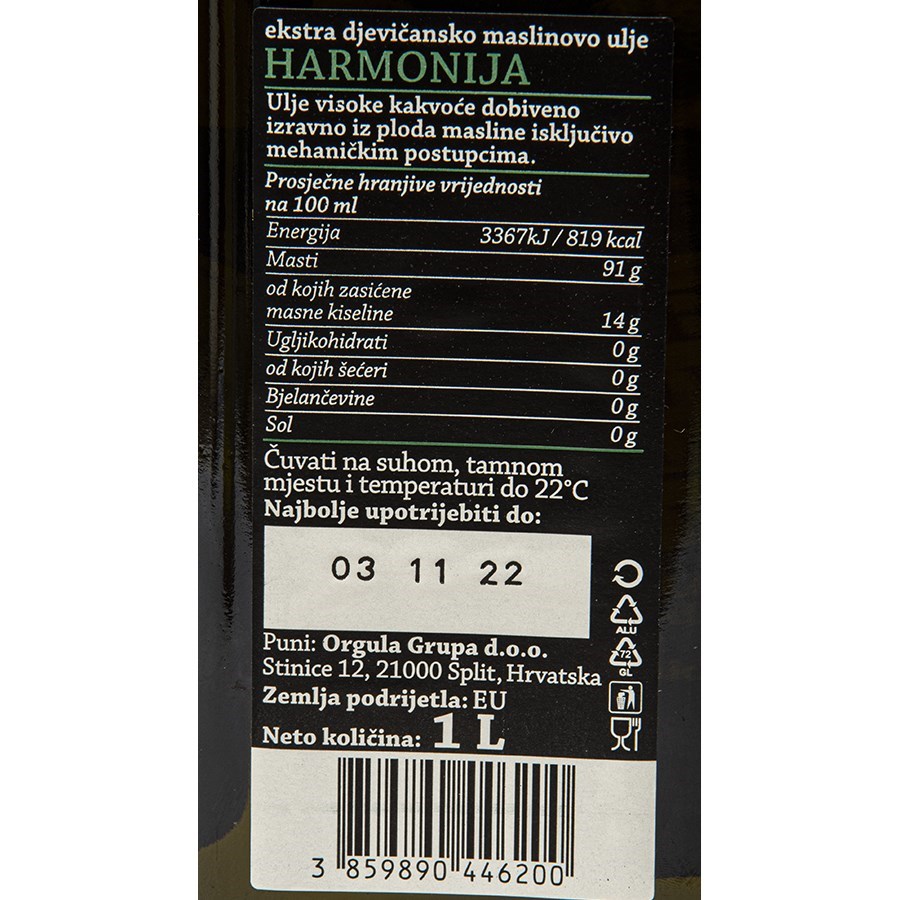 ekstra djevičansko maslinovo ulje
HARMONIJA
Ulje visoke kakvoće dobiveno
izravno iz ploda masline isključivo
mehaničkim postupcima.
Prosječne hranjive vrijednosti
na 100 ml
Energija 3367kJ / 819 kcal
Masti 91 g
od kojih zasićene
masne kiseline 14 g
Ugljikohidrati 0 g
od kojih šećeri 0 g
Bjelančevine 0 g
Sol 0 g
Čuvati na suhom, tamnom
mjestu i temperaturi do 22°C
Najbolje upotrijebiti do:
03 11 22
ALU
72
GL
Puni: Orgula Grupa d.o.o.
Stinice 12, 21000 Split, Hrvatska
Zemlja podrijetla: EU
Neto količina: 1 L
3 859890 446200